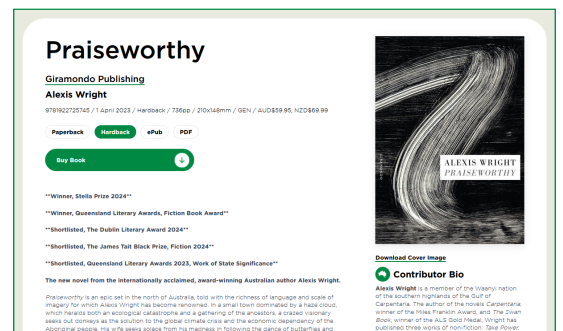 Praiseworthy
Giramondo Publishing
Alexis Wright
9781922725745 / 1 April 2023 / Hardback / 736pp / 210x148mm / GEN / AUD$59.95, NZD$69.99
Paperback
Hardback
ePub
PDF
Buy Book
**Winner, Stella Prize 2024**
**Winner, Queensland Literary Awards, Fiction Book Award**
**Shortlisted, The Dublin Literary Award 2024**
**Shortlisted, The James Tait Black Prize, Fiction 2024**
**Shortlisted, Queensland Literary Awards 2023, Work of State Significance**
The new novel from the internationally acclaimed, award-winning Australian author Alexis Wright.
Praiseworthy is an epic set in the north of Australia, told with the richness of language and scale of
imagery for which Alexis Wright has become renowned. In a small town dominated by a haze cloud,
which heralds both an ecological catastrophe and a gathering of the ancestors, a crazed visionary
seeks out donkeys as the solution to the global climate crisis and the economic dependency of the
Aboriginal people. His wife seeks solace from his madness in following the dance of butterflies and
ALEXIS WRIGHT
PRAISEWORTHY
Download Cover Image
Contributor Bio
Alexis Wright is a member of the Waanyi nation
of the southern highlands of the Gulf of
Carpentaria. The author of the novels Carpentaria,
winner of the Miles Franklin Award, and The Swan
Book, winner of the ALS Gold Medal, Wright has
published three works of non-fiction: Take Power,